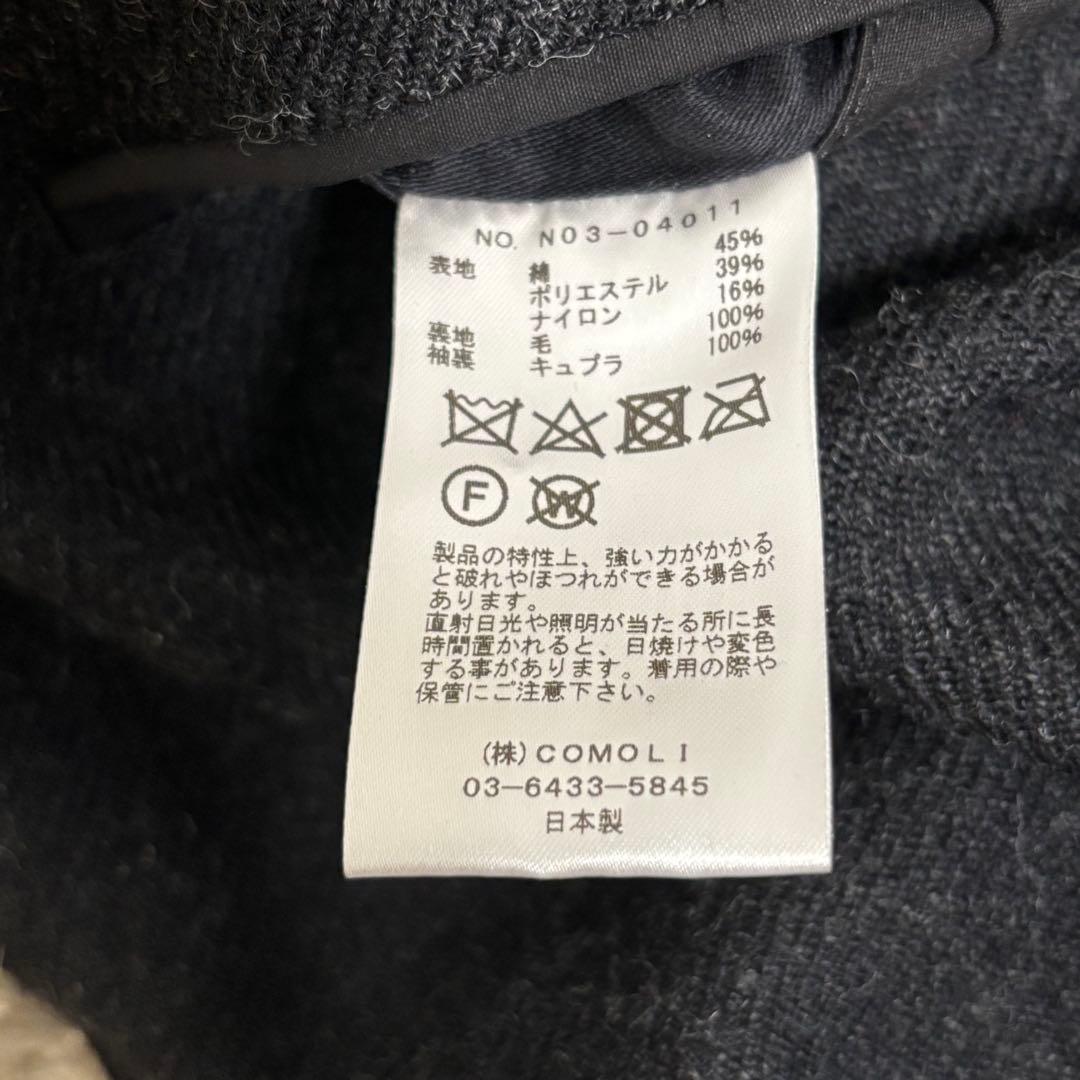 NO. N03-04011
表地 綿 45%
ポリエステル 39%
ナイロン 16%
裏地 毛 100%
袖裏 キュプラ 100%
F W
製品の特性上、強い力がかかる
と破れやほつれができる場合が
あります。
直射日光や照明が当たる所に長
時間置かれると、日焼けや変色
する事があります。着用の際や
保管にご注意下さい。
(株)COMOLI
03-6433-5845
日本製